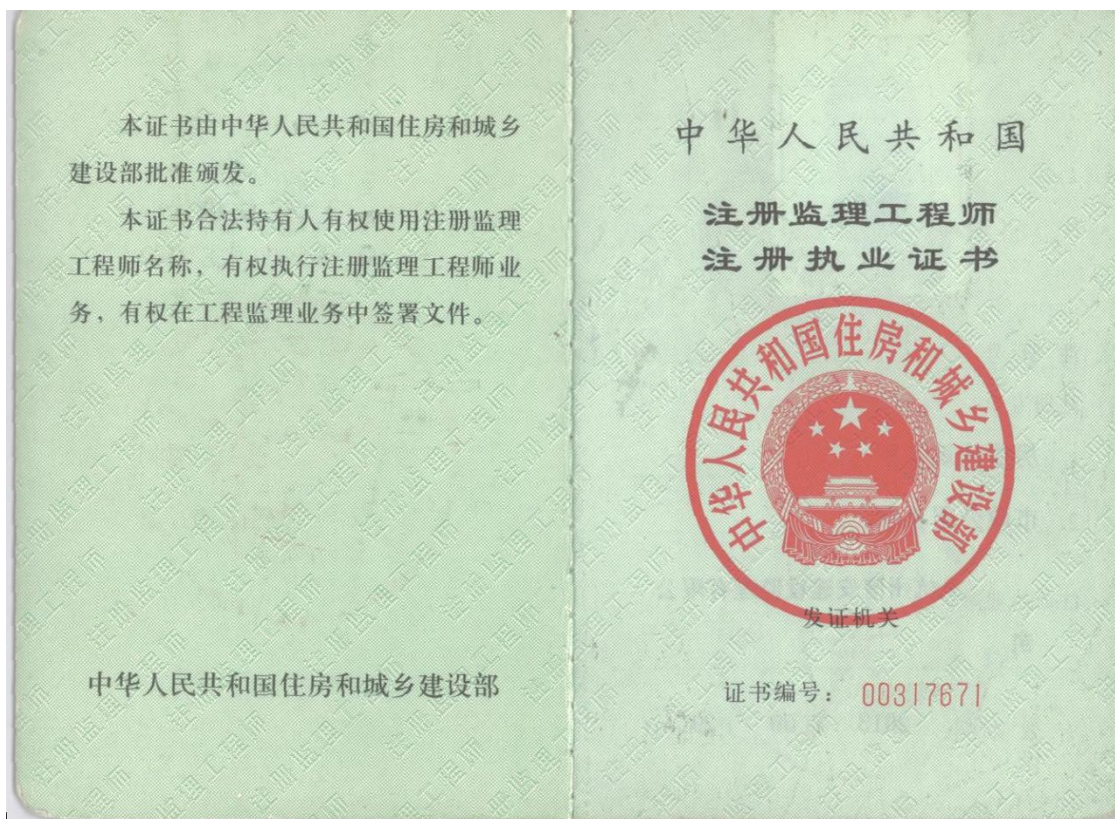 本证书由中华人民共和国住房和城乡
建设部批准颁发。
本证书合法持有人有权使用注册监理
工程师名称，有权执行注册监理工程师业
务，有权在工程监理业务中签署文件。
中华人民共和国住房和城乡建设部
中华人民共和国
注册监理工程师
注册执业证书
中华人民共和国住房和城乡建设部
发证机关
证书编号： 00317671